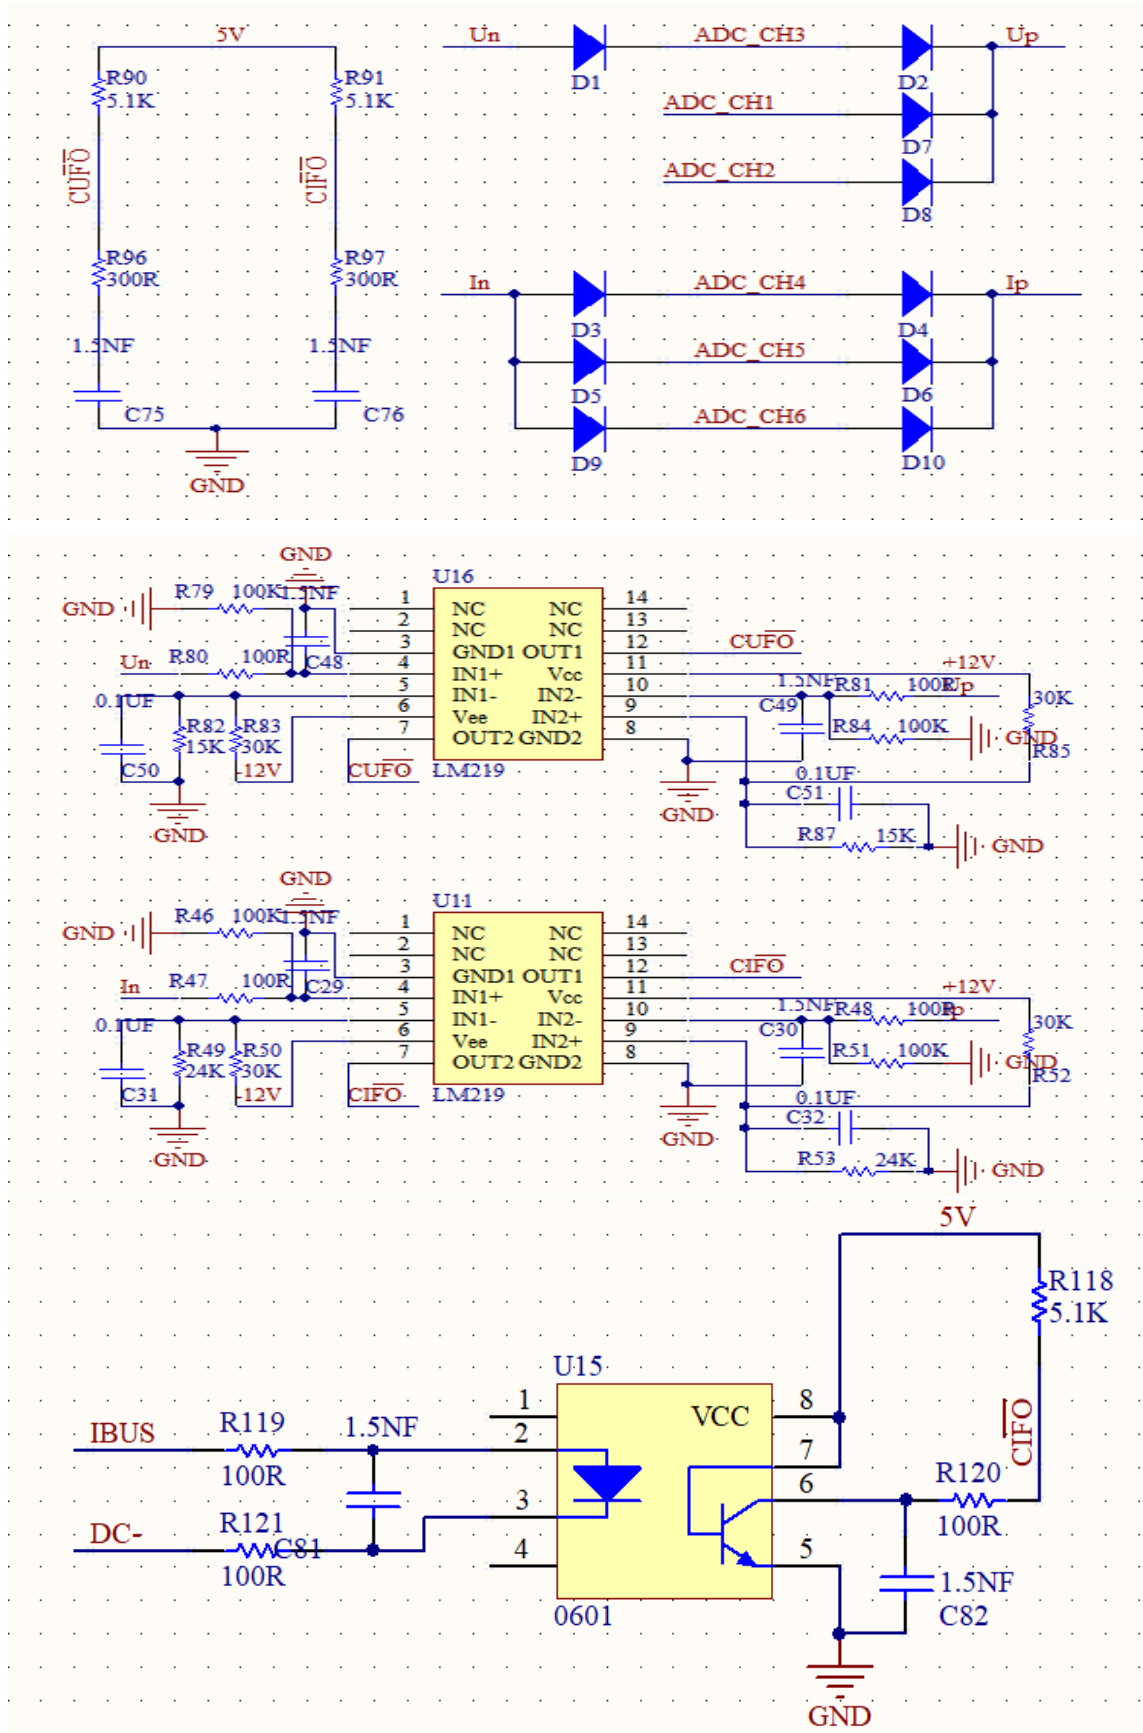 5V
R90
5.1K
R91
5.1K
CUFO
CIFO
R96
300R
R97
300R
1.5NF
1.5NF
C75
C76
GND
Un
ADC_CH3
Up
D1
D2
ADC_CH1
D7
ADC_CH2
D8
In
ADC_CH4
Ip
D3
D4
ADC_CH5
D5
D6
ADC_CH6
D9
D10
GND
R79 100K 1.5NF
GND
Un R80 100R C48
0.1UF
R82 R83
15K 30K
C50 -12V
GND
U16
1 NC NC 14
2 NC NC 13
3 GND1 OUT1 12 CUFO
4 IN1+ Vcc 11 +12V
5 IN1- IN2- 10
6 Vee IN2+ 9
7 OUT2 GND2 8
CUFO LM219
1.5NF R81 100R Up
C49 30K
R84 100K GND
R85
GND
0.1UF
C51
R87 15K GND
GND
R46 100K 1.5NF
GND
In R47 100R C29
0.1UF
R49 R50
24K 30K
C31 -12V
GND
U11
1 NC NC 14
2 NC NC 13
3 GND1 OUT1 12 CIFO
4 IN1+ Vcc 11 +12V
5 IN1- IN2- 10
6 Vee IN2+ 9
7 OUT2 GND2 8
CIFO LM219
1.5NF R48 100R Ip
C30 30K
R51 100K GND
R52
GND
0.1UF
C32
R53 24K GND
5V
R118
5.1K
U15
1 VCC 8
IBUS R119 1.5NF 2 7
100R
CIFO
3 6 R120
100R
DC- R121 C81
100R
4 5
1.5NF
C82
0601
GND